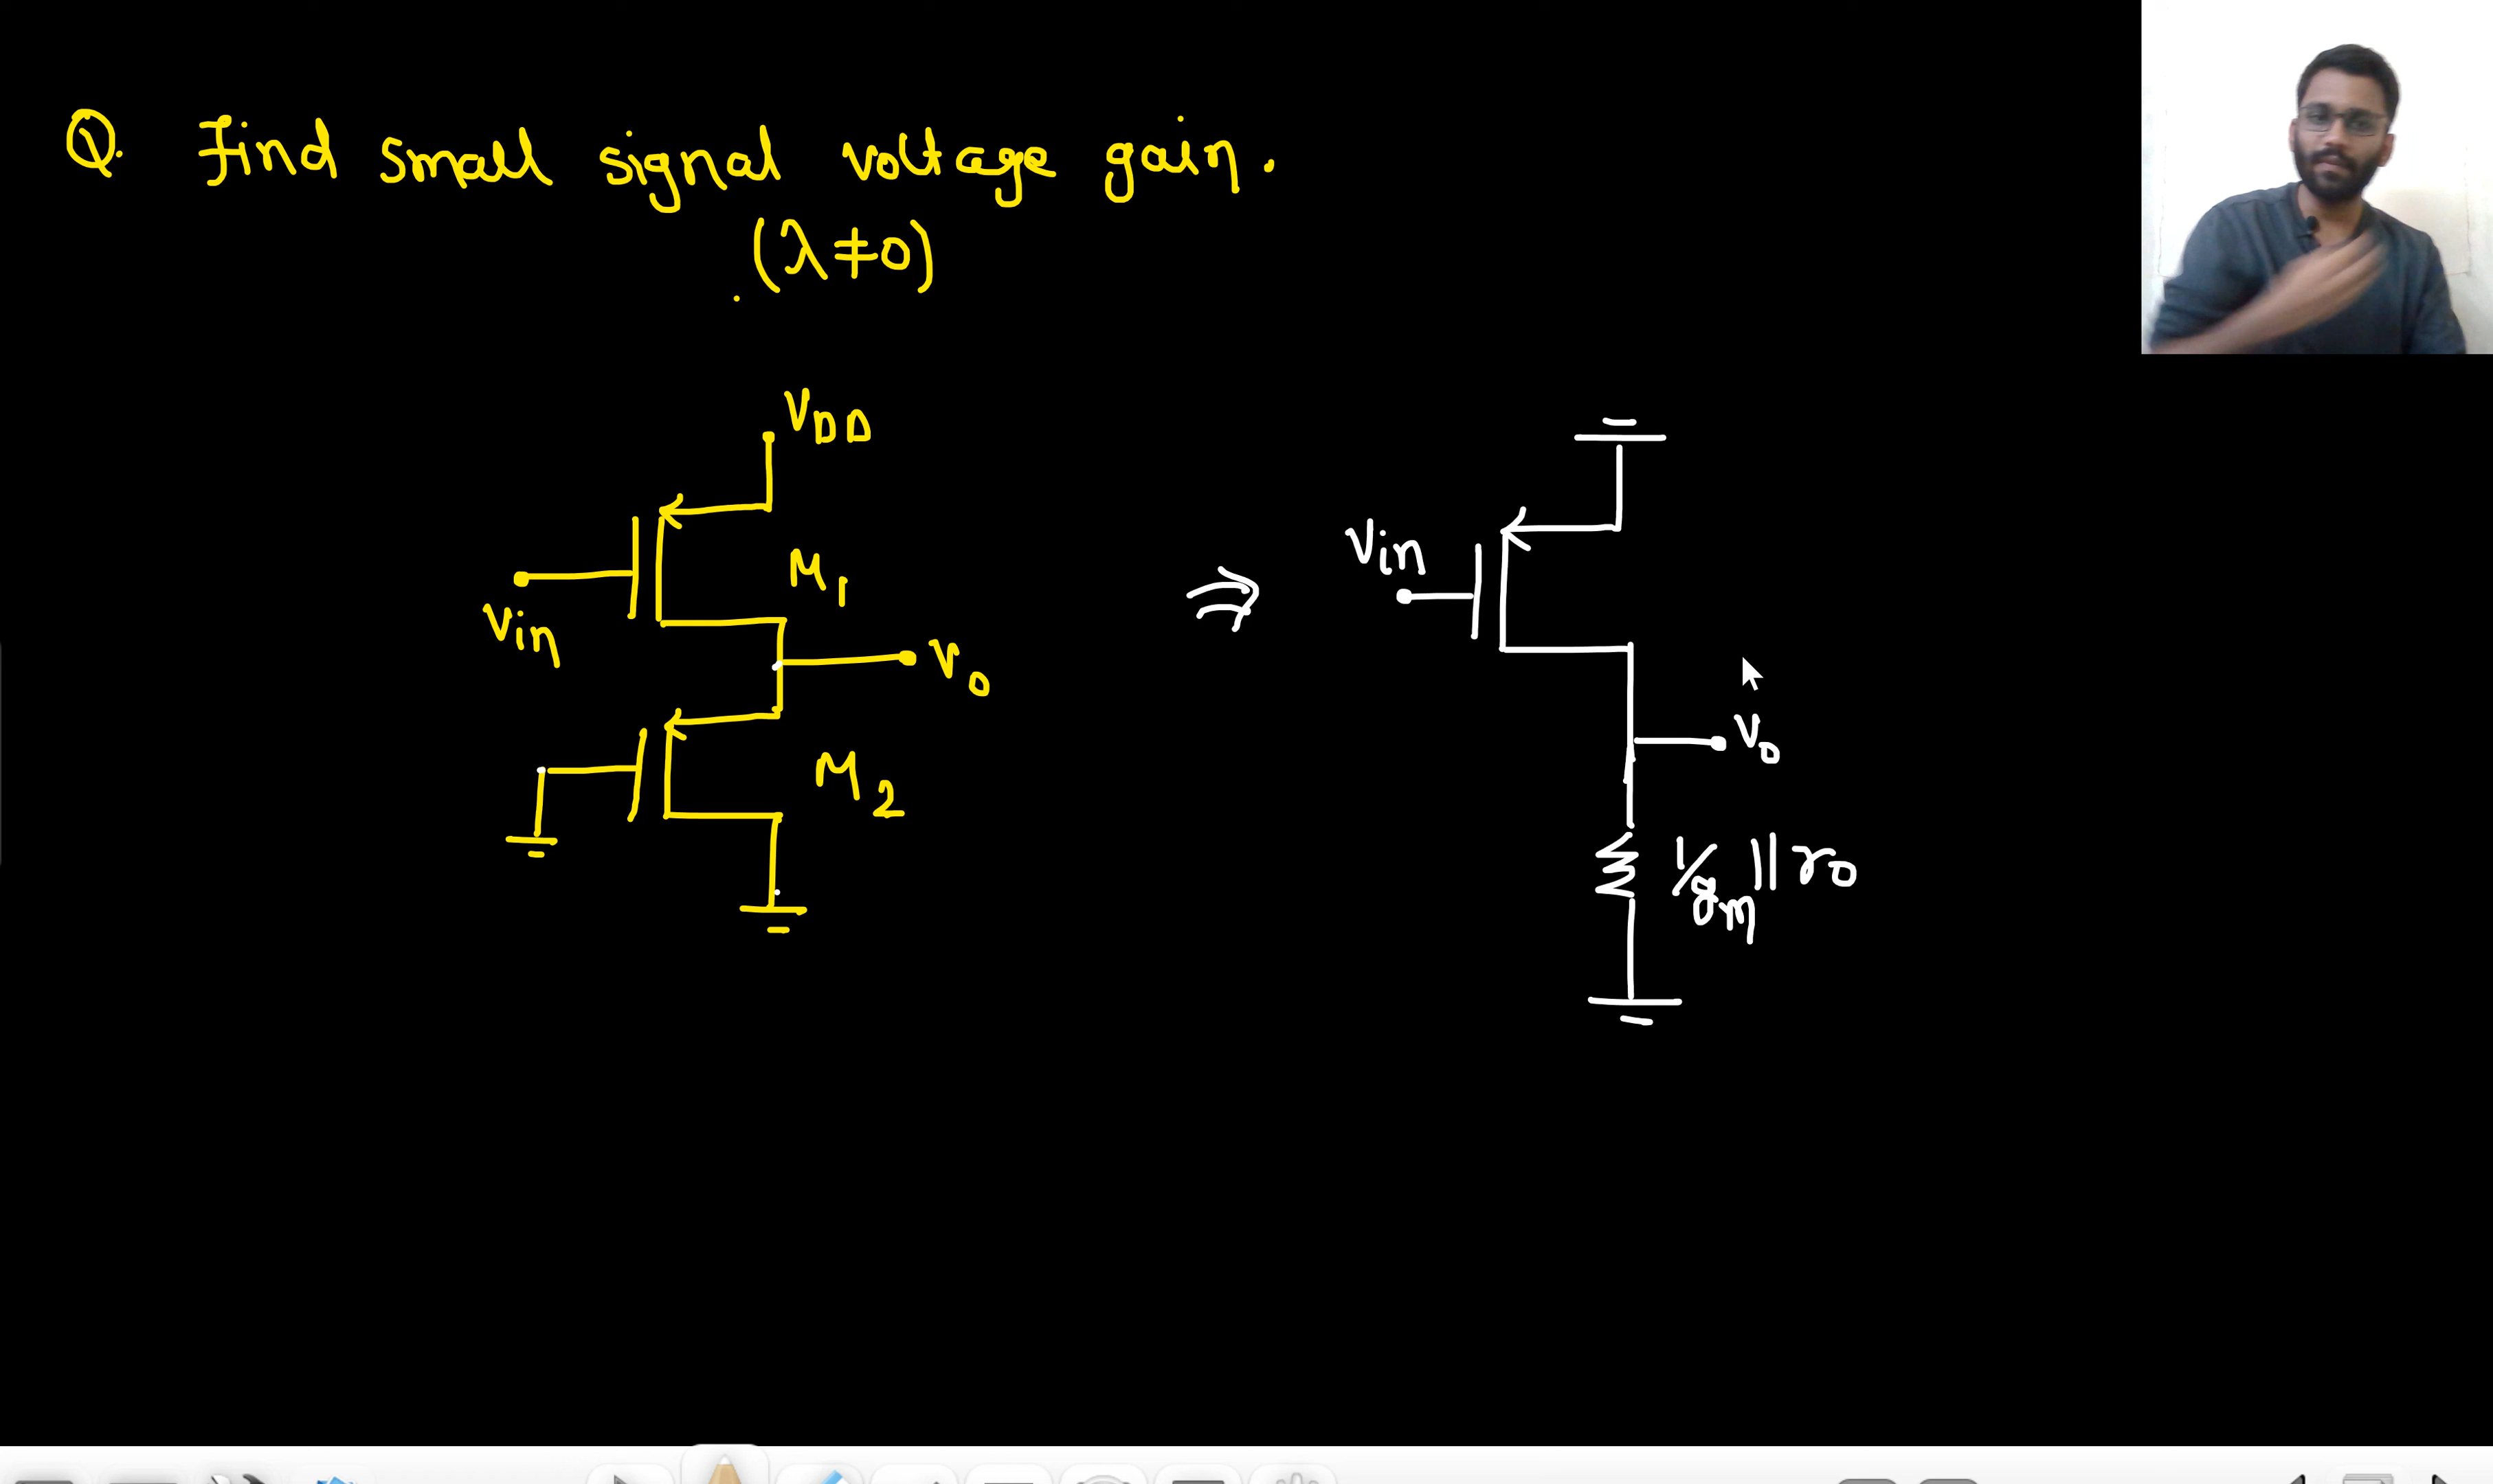 Q. Find small signal voltage gain.
(λ≠0)
VDD
M1
Vin
Vo
M2
⇒
Vin
Vo
1/gm || ro